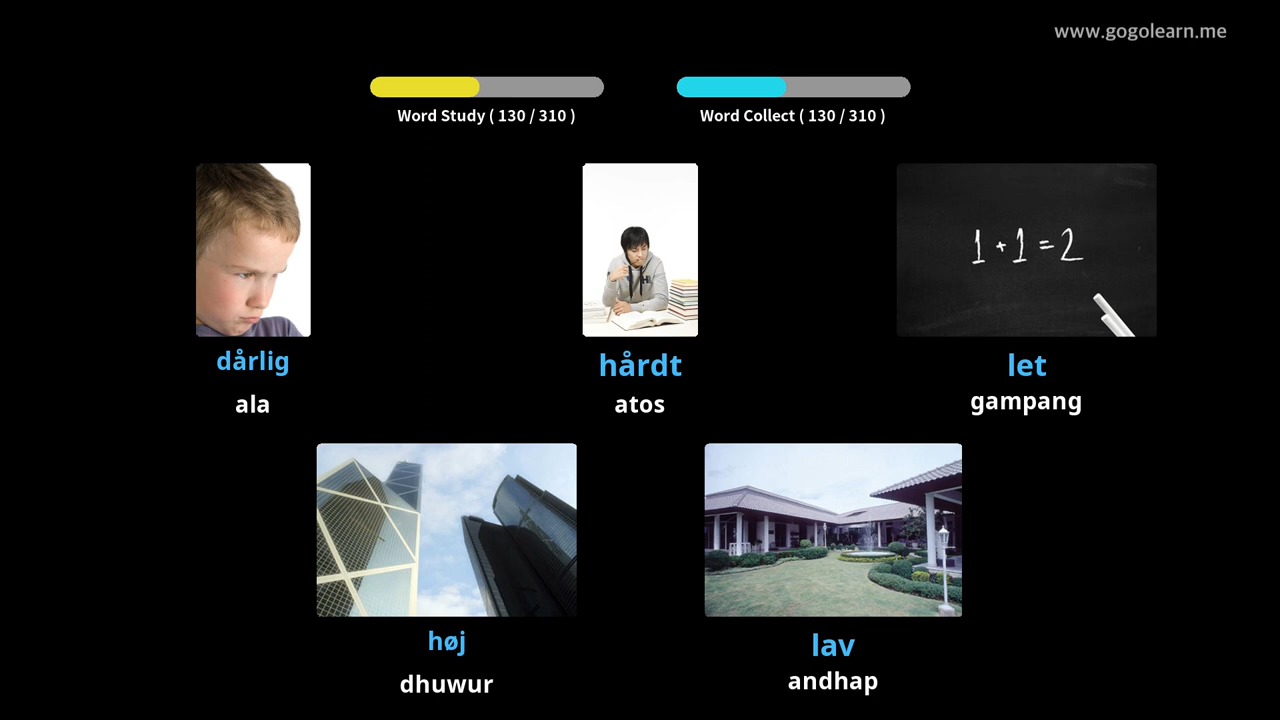 www.gogolearn.me
Word Study ( 130 / 310 )
Word Collect ( 130 / 310 )
1 + 1 = 2
dårlig
ala
hårdt
atos
let
gampang
høj
dhuwur
lav
andhap